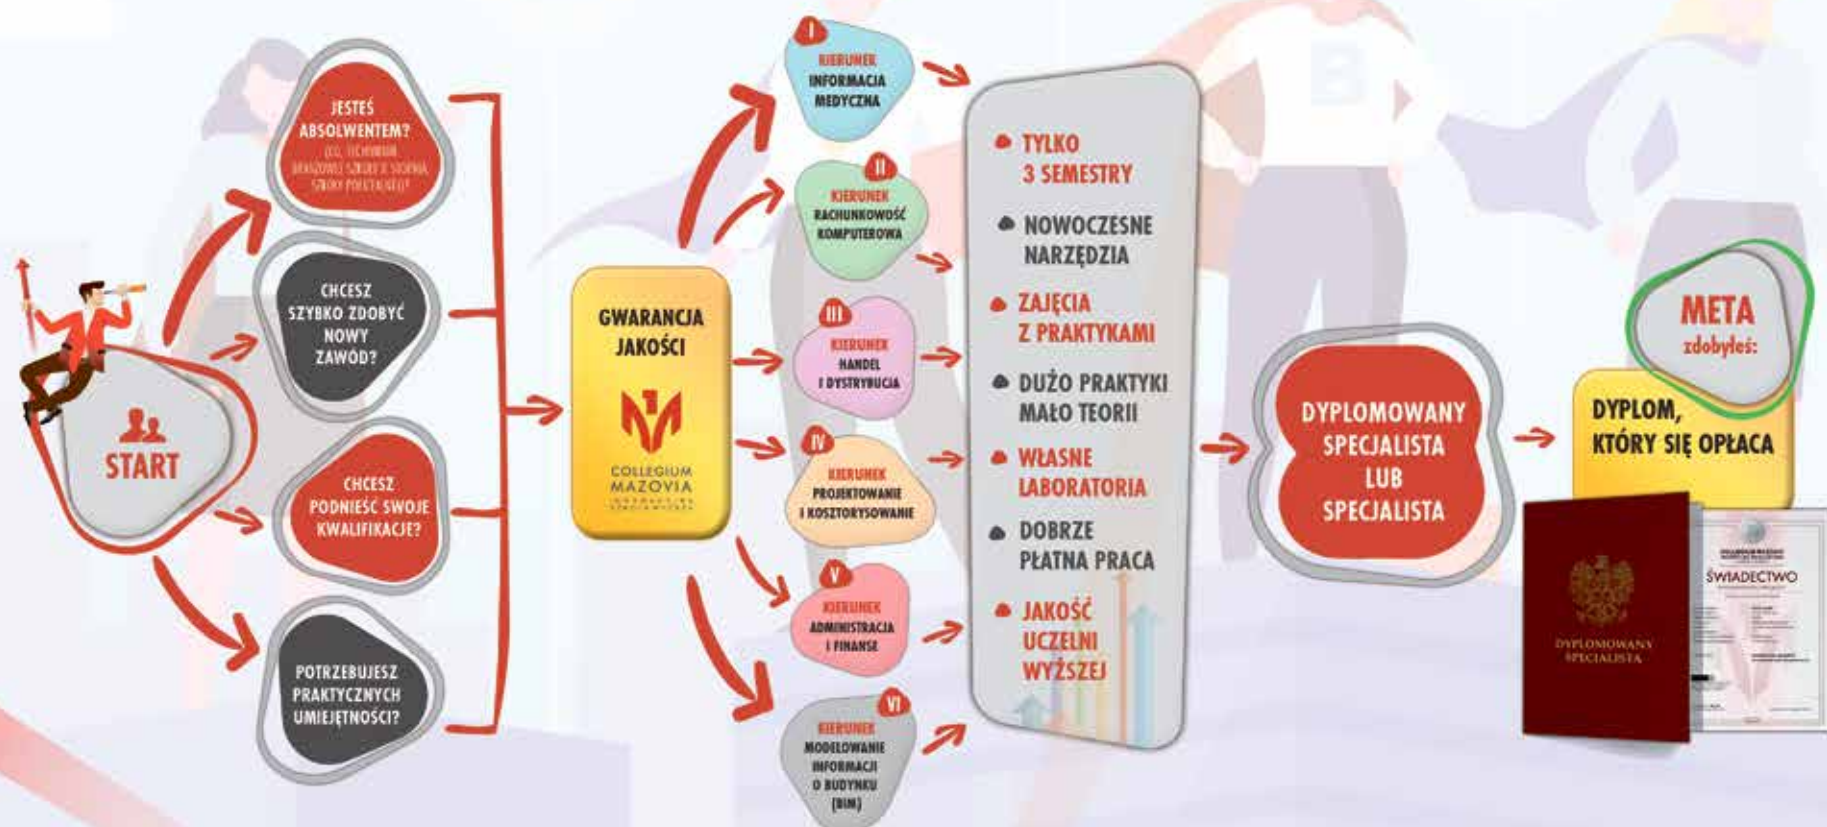 START
JESTEŚ
ABSOLWENTEM?
CHCESZ
SZYBKO ZDOBYĆ
NOWY
ZAWÓD?
CHCESZ
PODNIEŚĆ SWOJE
KWALIFIKACJE?
POTRZEBUJESZ
PRAKTYCZNYCH
UMIEJĘTNOŚCI?
GWARANCJA
JAKOŚCI
COLLEGIUM
MAZOVIA
I
KIERUNEK
INFORMACJA
MEDYCZNA
II
KIERUNEK
RACHUNKOWOŚĆ
KOMPUTEROWA
III
KIERUNEK
HANDEL
I DYSTRYBUCJA
IV
KIERUNEK
PROJEKTOWANIE
I KOSZTORYSOWANIE
V
KIERUNEK
ADMINISTRACJA
I FINANSE
VI
KIERUNEK
MODELOWANIE
INFORMACJI
O BUDYNKU
(BIM)
TYLKO
3 SEMESTRY
NOWOCZESNE
NARZĘDZIA
ZAJĘCIA
Z PRAKTYKAMI
DUŻO PRAKTYKI
MAŁO TEORII
WŁASNE
LABORATORIA
DOBRZE
PŁATNA PRACA
JAKOŚĆ
UCZELNI
WYŻSZEJ
DYPLOMOWANY
SPECJALISTA
LUB
SPECJALISTA
META
zdobyłeś:
DYPLOM,
KTÓRY SIĘ OPŁACA
DYPLOMOWANY
SPECJALISTA
ŚWIADECTWO